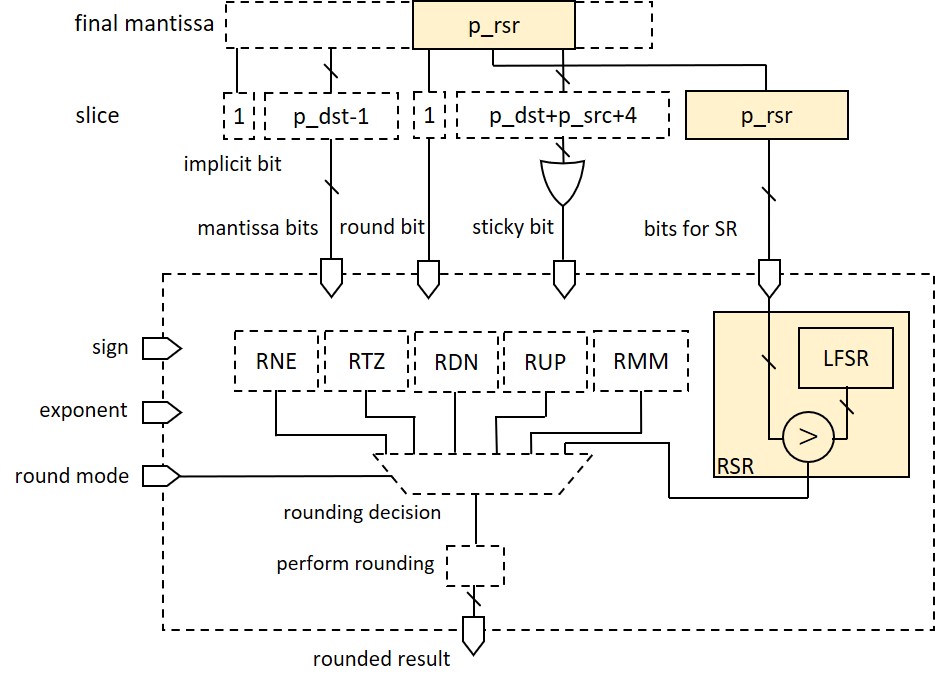 final mantissa
p_rsr
slice
1
p_dst-1
1
p_dst+p_src+4
p_rsr
implicit bit
mantissa bits
round bit
sticky bit
bits for SR
sign
exponent
round mode
RNE
RTZ
RDN
RUP
RMM
LFSR
>
RSR
rounding decision
perform rounding
rounded result